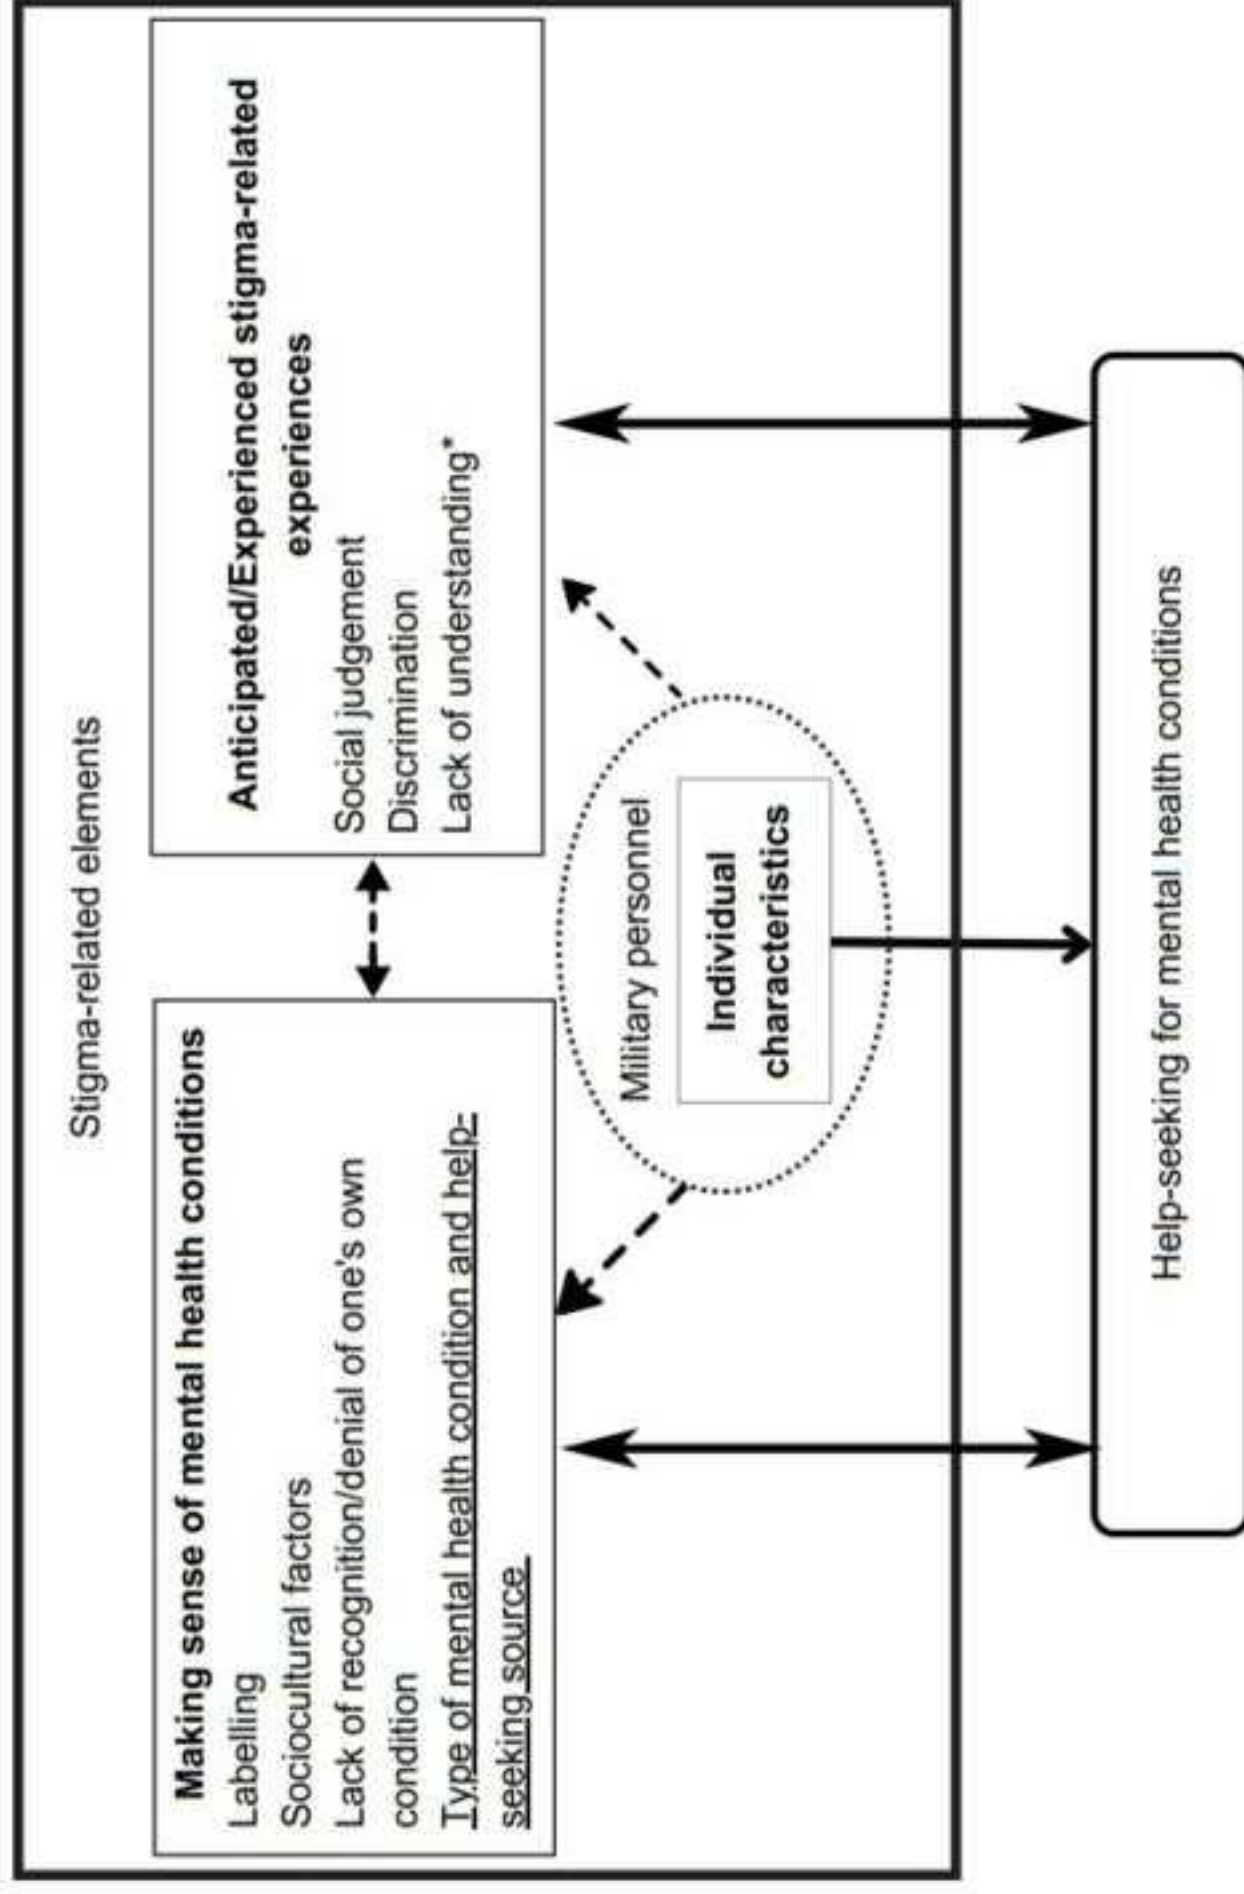 Stigma-related elements
Making sense of mental health conditions
Labelling
Sociocultural factors
Lack of recognition/denial of one's own
condition
Type of mental health condition and help-
seeking source
Anticipated/Experienced stigma-related
experiences
Social judgement
Discrimination
Lack of understanding*
Military personnel
Individual
characteristics
Help-seeking for mental health conditions